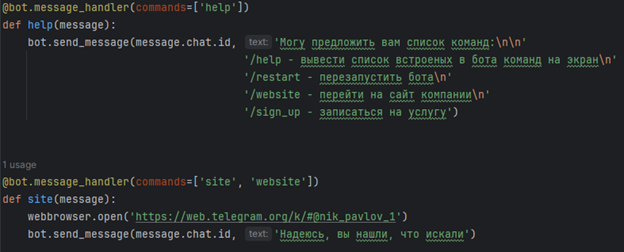 @bot.message_handler(commands=['help'])
def help(message):
bot.send_message(message.chat.id, text: 'Могу предложить вам список команд:\n\n'
'/help - вывести список встроеных в бота команд на экран\n'
'/restart - перезапустить бота\n'
'/website - перейти на сайт компании\n'
'/sign_up - записаться на услугу')
1 usage
@bot.message_handler(commands=['site', 'website'])
def site(message):
webbrowser.open('https://web.telegram.org/k/#@nik_pavlov_1')
bot.send_message(message.chat.id, text: 'Надеюсь, вы нашли, что искали')